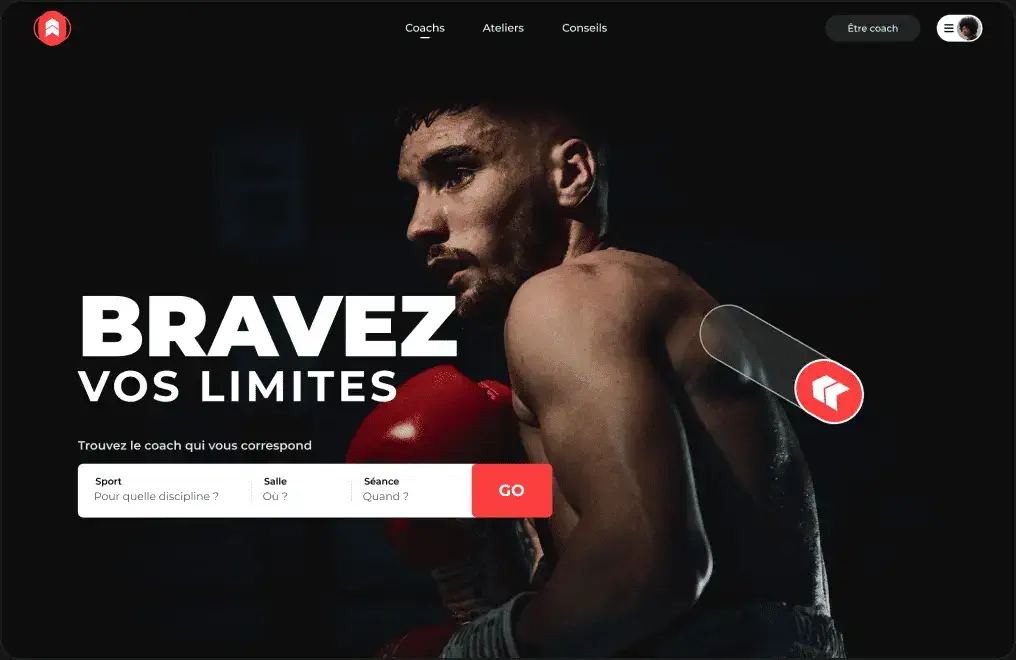 Coachs
Ateliers
Conseils
Être coach
BRAVEZ
VOS LIMITES
Trouvez le coach qui vous correspond
Sport
Pour quelle discipline ?
Salle
Où ?
Séance
Quand ?
GO